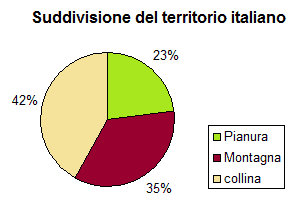 Suddivisione del territorio italiano
23%
42%
35%
Pianura
Montagna
collina